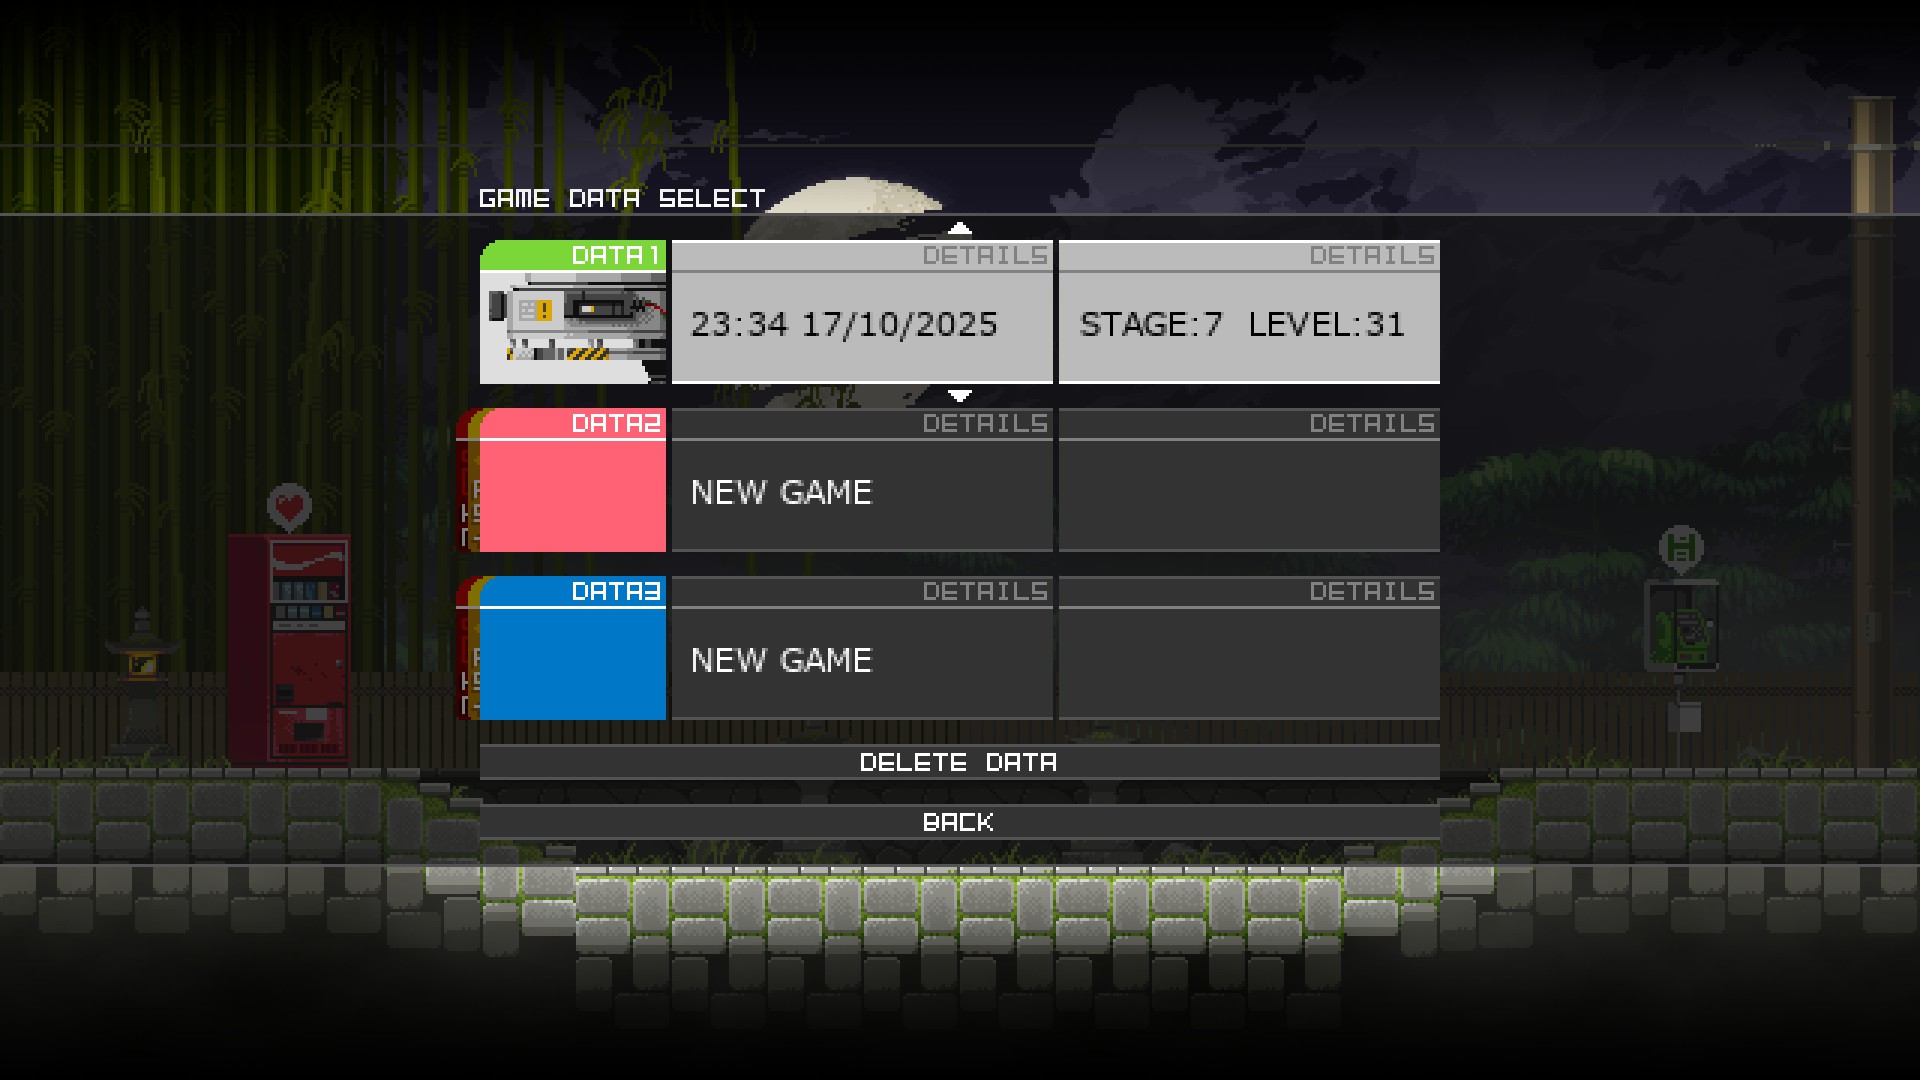 GAME DATA SELECT
DATA1 DETAILS DETAILS
23:34 17/10/2025 STAGE:7 LEVEL:31
DATA2 DETAILS DETAILS
NEW GAME
DATA3 DETAILS DETAILS
NEW GAME
DELETE DATA
BACK